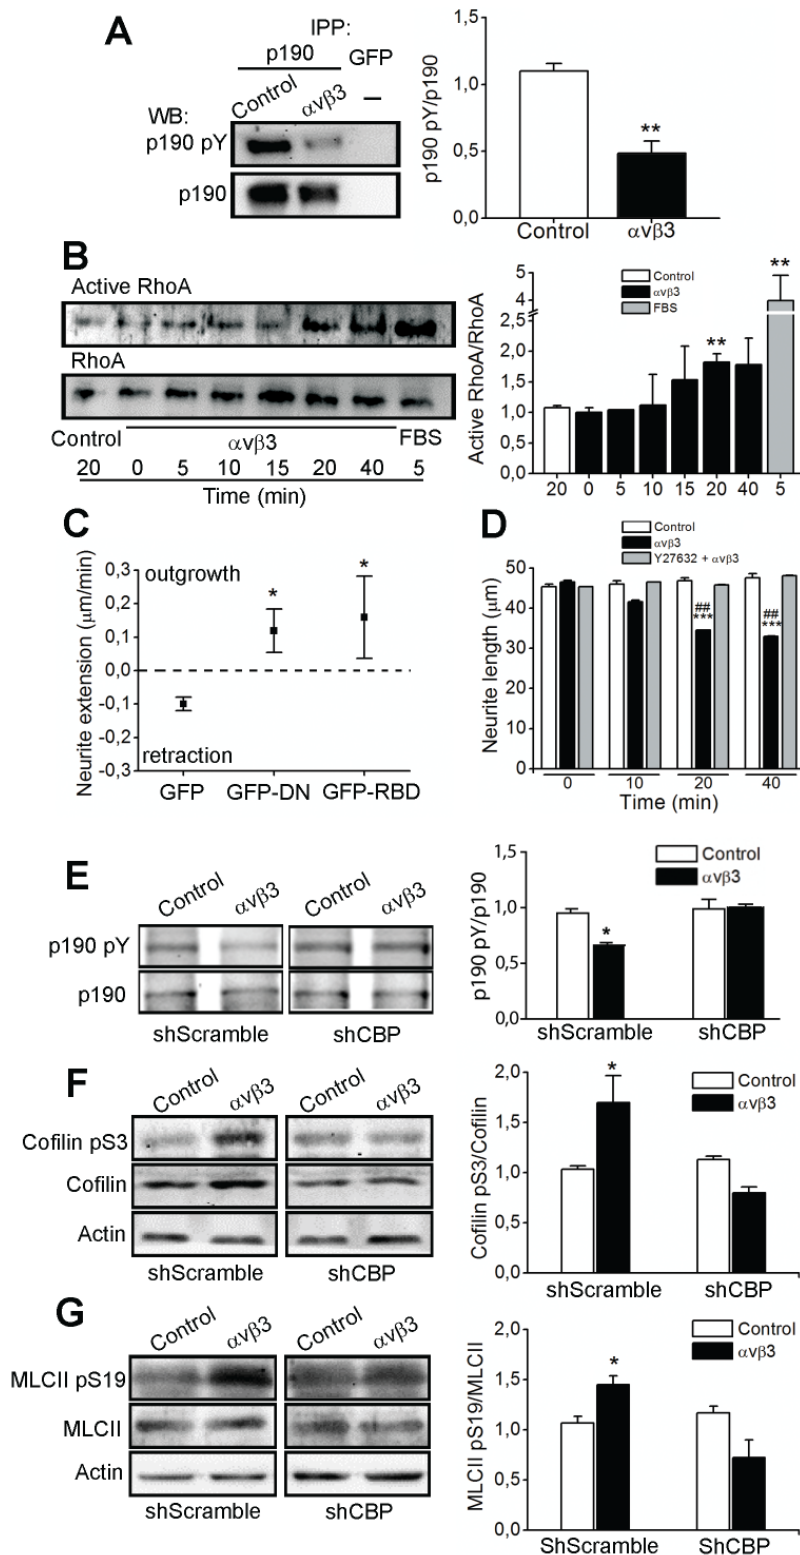 A
IPP:
p190 GFP
Control αvβ3 –
WB:
p190 pY
p190
p190 pY/p190
1,5
1,0
0,5
0,0
**
Control αvβ3
B
Active RhoA
RhoA
Control αvβ3 FBS
20 0 5 10 15 20 40 5
Time (min)
Active RhoA/RhoA
5
4
2,5
2,0
1,5
1,0
0,5
0,0
Control
αvβ3
FBS
**
**
20 0 5 10 15 20 40 5
C
Neurite extension (μm/min)
0,3
0,2
0,1
0,0
-0,1
-0,2
-0,3
outgrowth
*
*
retraction
GFP GFP-DN GFP-RBD
D
Control
αvβ3
Y27632 + αvβ3
Neurite length (μm)
50
40
30
20
10
0
##
***
##
***
0 10 20 40
Time (min)
E
Control αvβ3 Control αvβ3
p190 pY
p190
shScramble shCBP
p190 pY/p190
1,5
1,0
0,5
0,0
Control
αvβ3
*
shScramble shCBP
F
Control αvβ3 Control αvβ3
Cofilin pS3
Cofilin
Actin
shScramble shCBP
Cofilin pS3/Cofilin
2,0
1,5
1,0
0,5
0,0
Control
αvβ3
*
shScramble shCBP
G
Control αvβ3 Control αvβ3
MLCII pS19
MLCII
Actin
shScramble shCBP
MLCII pS19/MLCII
2,0
1,5
1,0
0,5
0,0
Control
αvβ3
*
ShScramble ShCBP